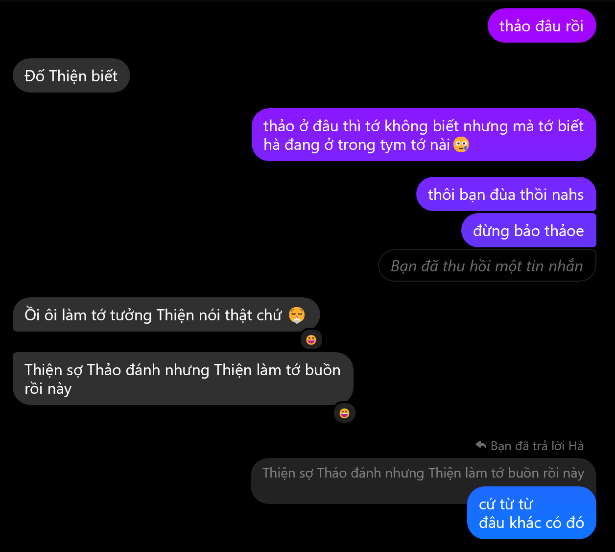 thảo đâu rồi
Đố Thiện biết
thảo ở đâu thì tớ không biết nhưng mà tớ biết
hà đang ở trong tym tớ nài
thôi bạn đùa thồi nahs
đừng bảo thảoe
Bạn đã thu hồi một tin nhắn
Ồi ôi làm tớ tưởng Thiện nói thật chứ
Thiện sợ Thảo đánh nhưng Thiện làm tớ buồn
rồi này
Bạn đã trả lời Hà
Thiện sợ Thảo đánh nhưng Thiện làm tớ buồn rồi này
cứ từ từ
đâu khác có đó